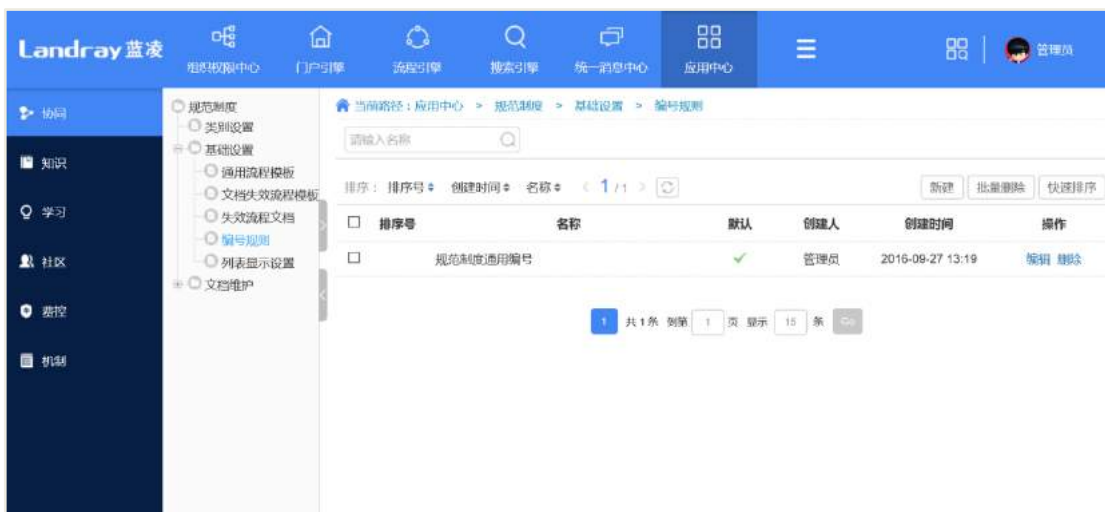 Landray蓝凌
组织权限中心 门户引擎 流程引擎 搜索引擎 统一消息中心 应用中心 管理员
协同
知识
学习
社区
费控
机制
规范制度
类别设置
基础设置
通用流程模板
文档失效流程模板
失效流程文档
编号规则
列表显示设置
文档维护
当前路径：应用中心 > 规范制度 > 基础设置 > 编号规则
请输入名称
排序： 排序号 创建时间 名称 < 1 / 1 > 新建 批量删除 快速排序
排序号 名称 默认 创建人 创建时间 操作
规范制度通用编号 管理员 2016-09-27 13:19 编辑 删除
1 共1条 到第 1 页 显示 15 条 Go